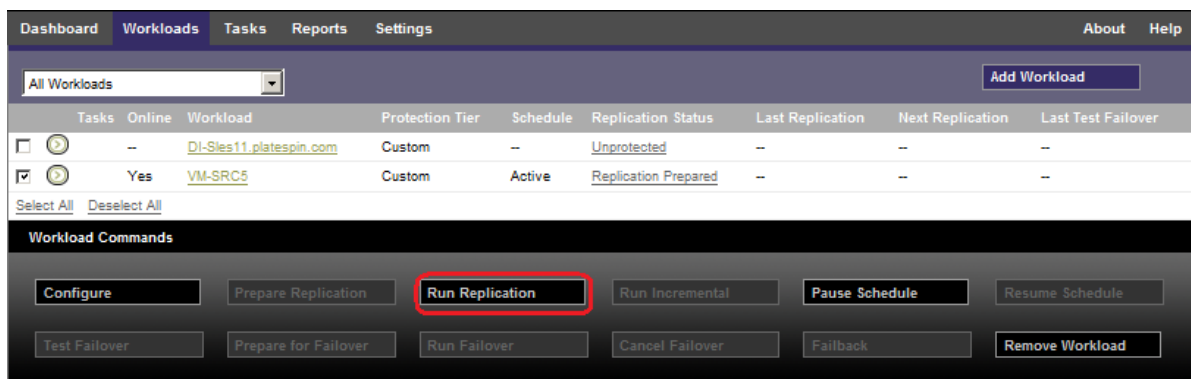 Dashboard Workloads Tasks Reports Settings About Help
All Workloads Add Workload
Tasks Online Workload Protection Tier Schedule Replication Status Last Replication Next Replication Last Test Failover
-- DI-Sles11.platespin.com Custom -- Unprotected -- -- --
Yes VM-SRC5 Custom Active Replication Prepared -- -- --
Select All Deselect All
Workload Commands
Configure Prepare Replication Run Replication Run Incremental Pause Schedule Resume Schedule
Test Failover Prepare for Failover Run Failover Cancel Failover Failback Remove Workload